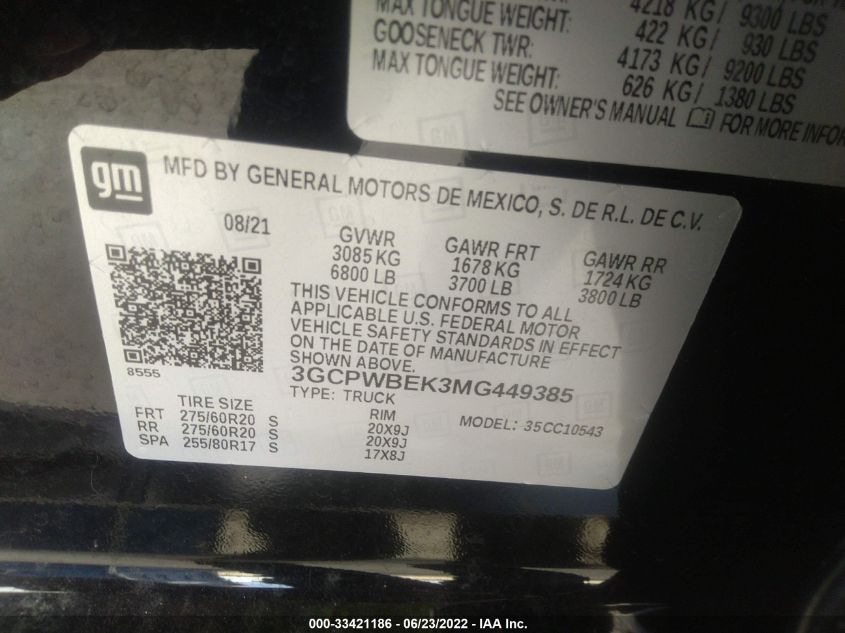 MAX TONGUE WEIGHT: 4218 KG/ 9300 LBS
GOOSENECK TWR: 422 KG/ 930 LBS
MAX TONGUE WEIGHT: 4173 KG/ 9200 LBS
626 KG/ 1380 LBS
SEE OWNER'S MANUAL FOR MORE INFOR
gm
MFD BY GENERAL MOTORS DE MEXICO, S. DE R.L. DE C.V.
08/21
GVWR GAWR FRT GAWR RR
3085 KG 1678 KG 1724 KG
6800 LB 3700 LB 3800 LB
THIS VEHICLE CONFORMS TO ALL
APPLICABLE U.S. FEDERAL MOTOR
VEHICLE SAFETY STANDARDS IN EFFECT
ON THE DATE OF MANUFACTURE
SHOWN ABOVE.
8555
3GCPWBEK3MG449385
TYPE: TRUCK
TIRE SIZE RIM MODEL: 35CC10543
FRT 275/60R20 S 20X9J
RR 275/60R20 S 20X9J
SPA 255/80R17 S 17X8J
000-33421186 - 06/23/2022 - IAA Inc.